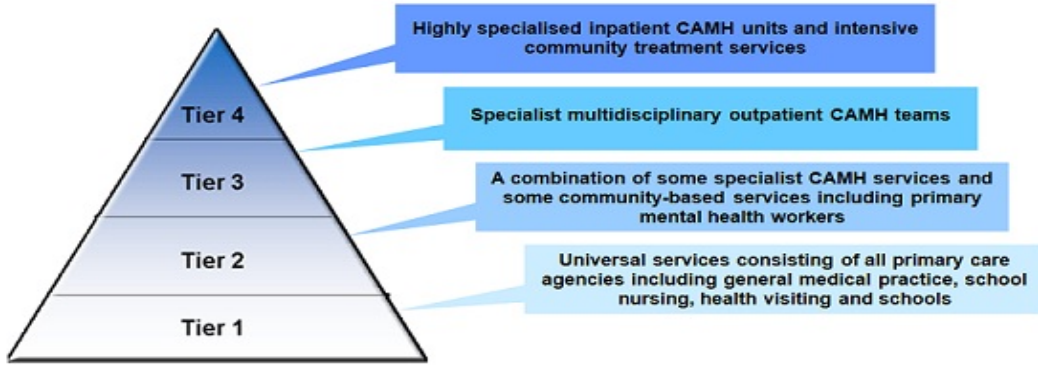 Highly specialised inpatient CAMH units and intensive
community treatment services
Tier 4
Specialist multidisciplinary outpatient CAMH teams
Tier 3
A combination of some specialist CAMH services and
some community-based services including primary
mental health workers
Tier 2
Universal services consisting of all primary care
agencies including general medical practice, school
nursing, health visiting and schools
Tier 1